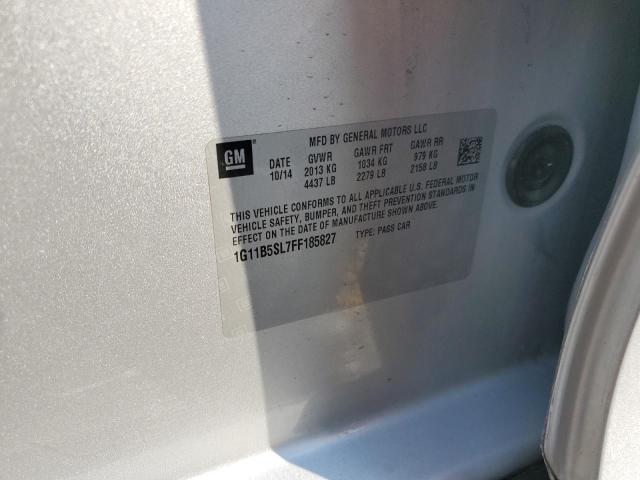 MFD BY GENERAL MOTORS LLC
GM
DATE GVWR GAWR FRT GAWR RR
10/14 2013 KG 1034 KG 979 KG
4437 LB 2279 LB 2158 LB
THIS VEHICLE CONFORMS TO ALL APPLICABLE U.S. FEDERAL MOTOR
VEHICLE SAFETY, BUMPER, AND THEFT PREVENTION STANDARDS IN
EFFECT ON THE DATE OF MANUFACTURE SHOWN ABOVE.
1G11B5SL7FF185827 TYPE: PASS CAR